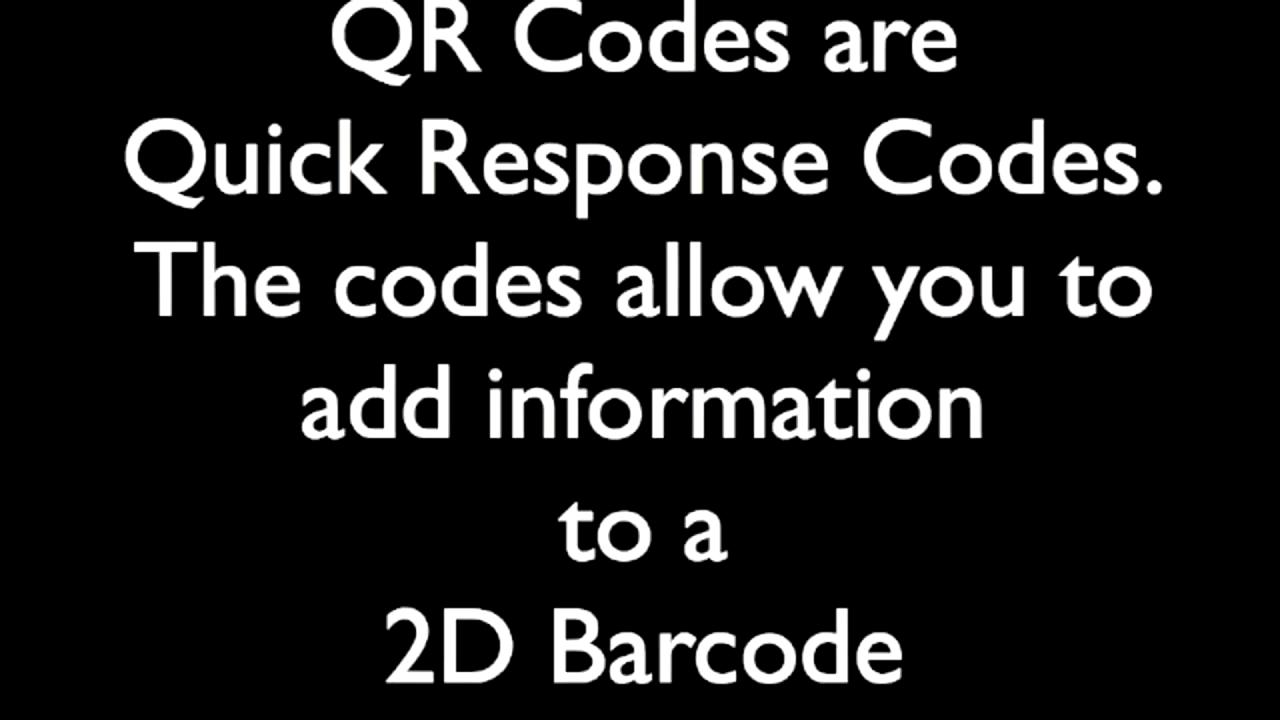 QR Codes are
Quick Response Codes.
The codes allow you to
add information
to a
2D Barcode